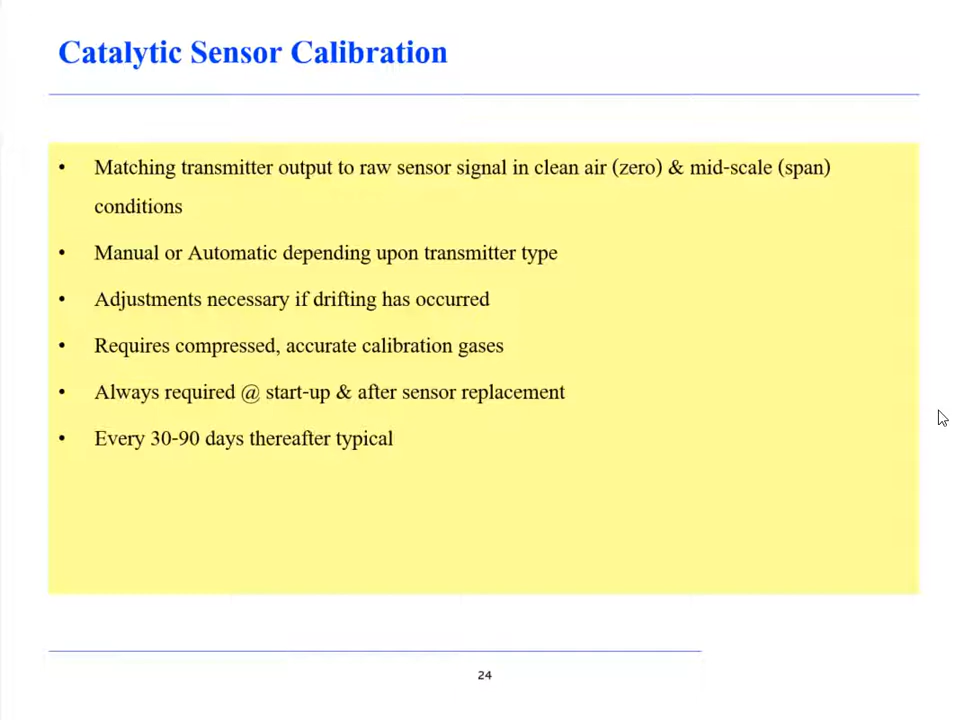 Catalytic Sensor Calibration
• Matching transmitter output to raw sensor signal in clean air (zero) & mid-scale (span)
conditions
• Manual or Automatic depending upon transmitter type
• Adjustments necessary if drifting has occurred
• Requires compressed, accurate calibration gases
• Always required @ start-up & after sensor replacement
• Every 30-90 days thereafter typical
24